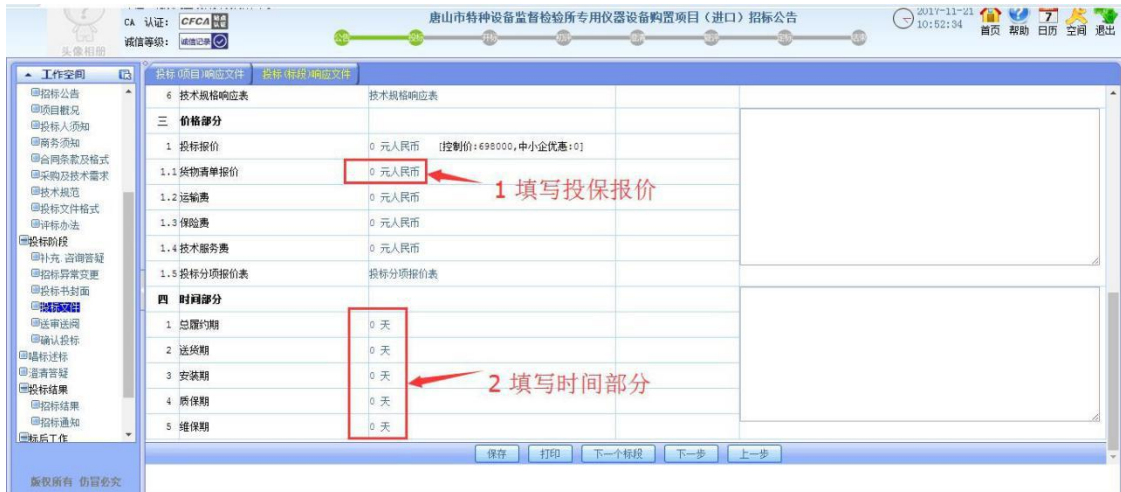 CA 认证: CFCA
唐山市特种设备监督检验所专用仪器设备购置项目(进口)招标公告
2017-11-21
10:52:34
首页 帮助 日历 空间 退出
头像相册
诚信等级: 诚信记录
工作空间
投标(项目)响应文件 投标(标段)响应文件
招标公告
项目概况
投标人须知
商务须知
合同条款及格式
采购及技术需求
技术规范
投标文件格式
评标办法
投标阶段
补充.咨询答疑
招标异常变更
投标书封面
投标文件
送审送阅
确认投标
唱标述标
澄清答疑
投标结果
招标结果
招标通知
标后工作
版权所有 仿冒必究
6 技术规格响应表 技术规格响应表
三 价格部分
1 投标报价 0 元人民币 [控制价:698000,中小企优惠:0]
1.1 货物清单报价 0 元人民币
1 填写投保报价
1.2 运输费 0 元人民币
1.3 保险费 0 元人民币
1.4 技术服务费 0 元人民币
1.5 投标分项报价表 投标分项报价表
四 时间部分
1 总履约期 0 天
2 送货期 0 天
3 安装期 0 天
2 填写时间部分
4 质保期 0 天
5 维保期 0 天
保存 打印 下一个标段 下一步 上一步